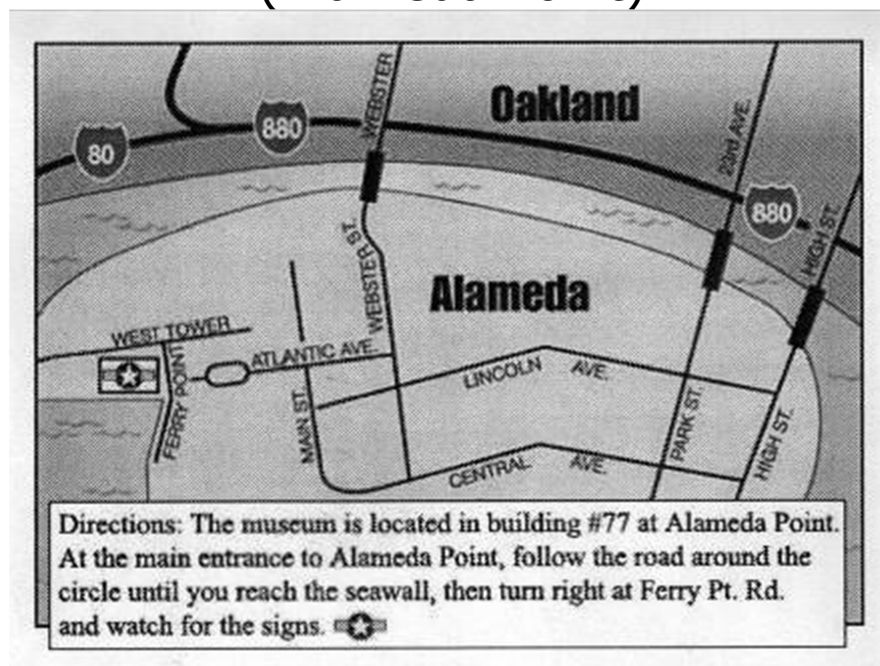 WEBSTER
Oakland
23rd AVE.
880
80
880
HIGH ST.
WEBSTER ST.
Alameda
WEST TOWER
ATLANTIC AVE.
LINCOLN AVE.
FERRY POINT
MAIN ST.
PARK ST.
HIGH ST.
CENTRAL AVE.
Directions: The museum is located in building #77 at Alameda Point.
At the main entrance to Alameda Point, follow the road around the
circle until you reach the seawall, then turn right at Ferry Pt. Rd.
and watch for the signs.